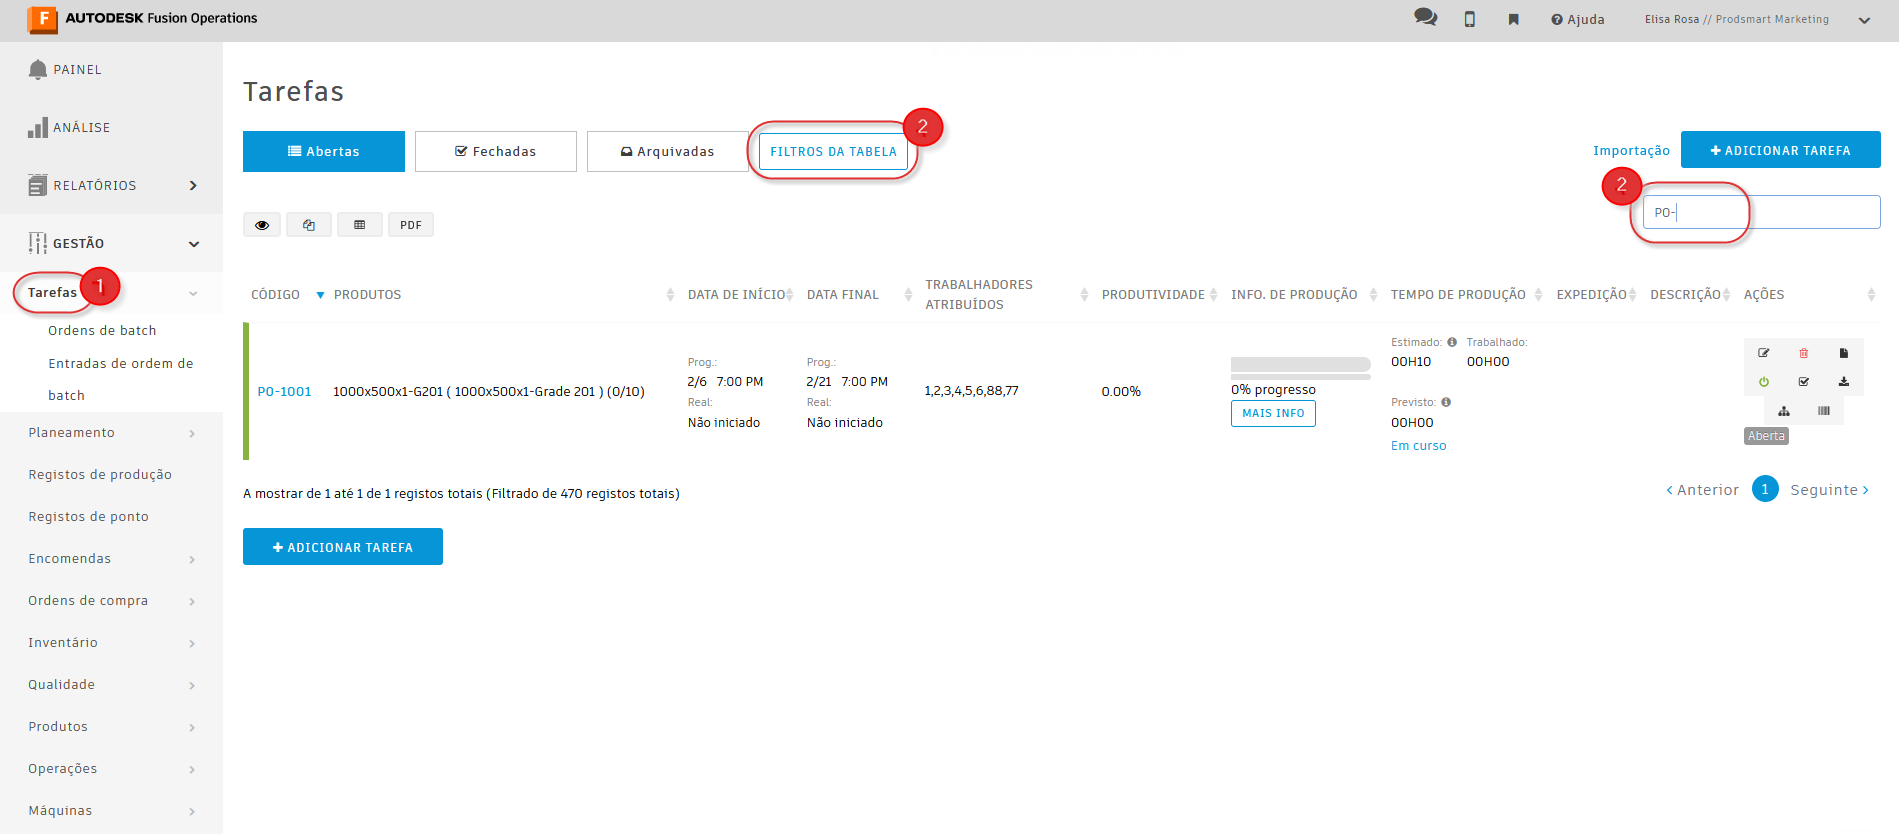 F AUTODESK Fusion Operations
Ajuda
Elisa Rosa // Prodsmart Marketing
PAINEL
ANÁLISE
RELATÓRIOS
GESTÃO
Tarefas
1
Ordens de batch
Entradas de ordem de
batch
Planeamento
Registos de produção
Registos de ponto
Encomendas
Ordens de compra
Inventário
Qualidade
Produtos
Operações
Máquinas
Tarefas
Abertas
Fechadas
Arquivadas
FILTROS DA TABELA
2
Importação
+ ADICIONAR TAREFA
2
PO-
PDF
CÓDIGO
PRODUTOS
DATA DE INÍCIO
DATA FINAL
TRABALHADORES
ATRIBUÍDOS
PRODUTIVIDADE
INFO. DE PRODUÇÃO
TEMPO DE PRODUÇÃO
EXPEDIÇÃO
DESCRIÇÃO
AÇÕES
PO-1001
1000x500x1-G201 ( 1000x500x1-Grade 201 ) (0/10)
Prog.:
2/6 7:00 PM
Real:
Não iniciado
Prog.:
2/21 7:00 PM
Real:
Não iniciado
1,2,3,4,5,6,88,77
0.00%
0% progresso
MAIS INFO
Estimado: Trabalhado:
00H10 00H00
Previsto:
00H00
Em curso
Aberta
A mostrar de 1 até 1 de 1 registos totais (Filtrado de 470 registos totais)
‹ Anterior 1 Seguinte ›
+ ADICIONAR TAREFA